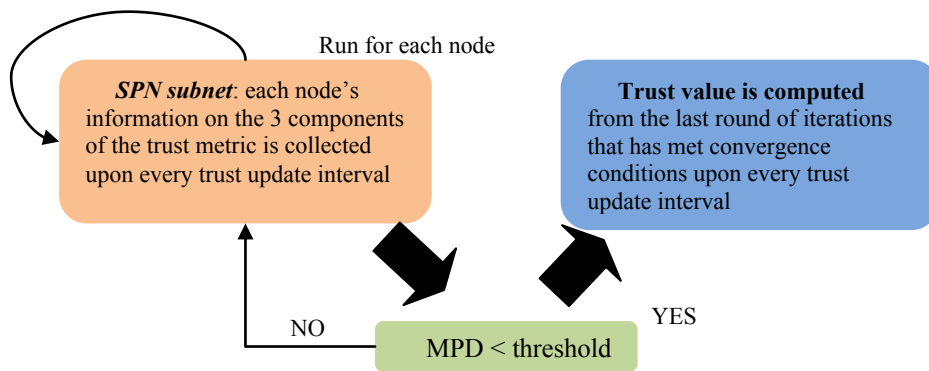 Run for each node
SPN subnet: each node's
information on the 3 components
of the trust metric is collected
upon every trust update interval
Trust value is computed
from the last round of iterations
that has met convergence
conditions upon every trust
update interval
NO
YES
MPD < threshold